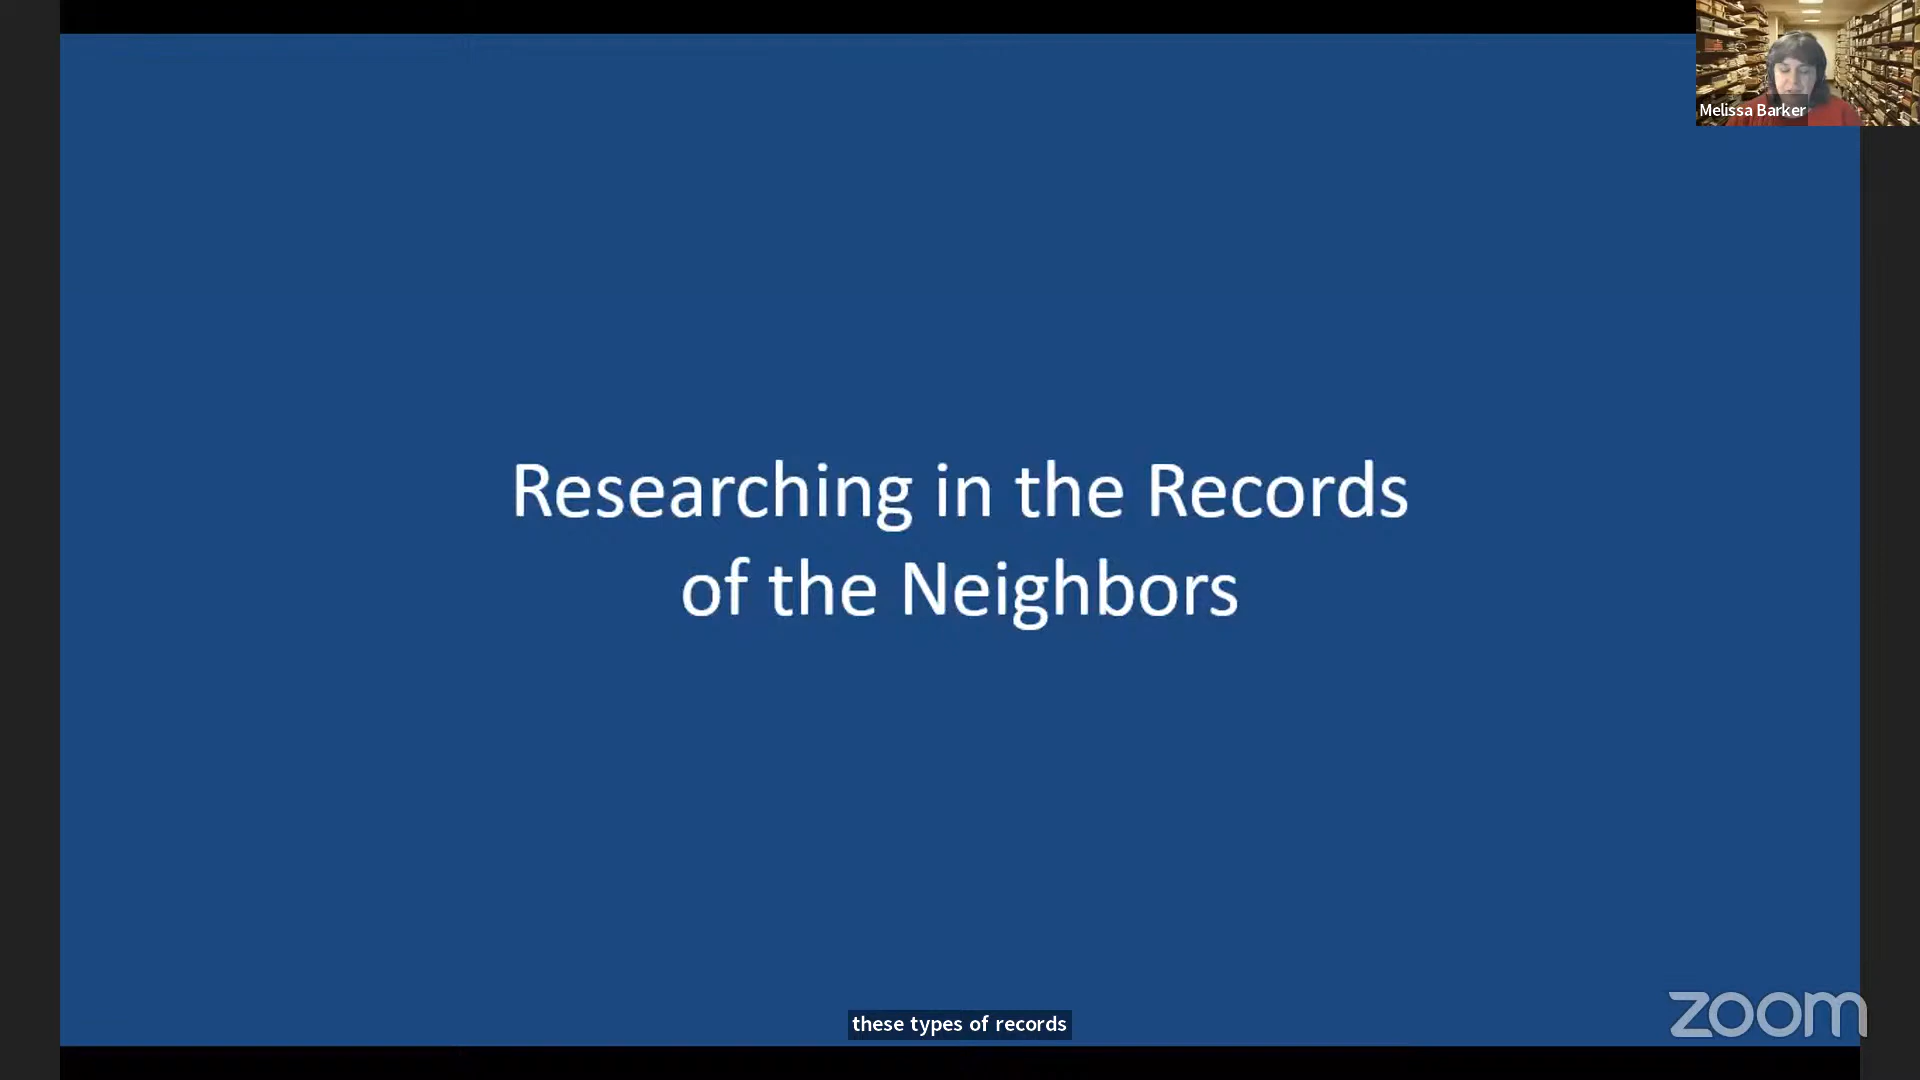 Melissa Barker
Researching in the Records
of the Neighbors
these types of records
zoom